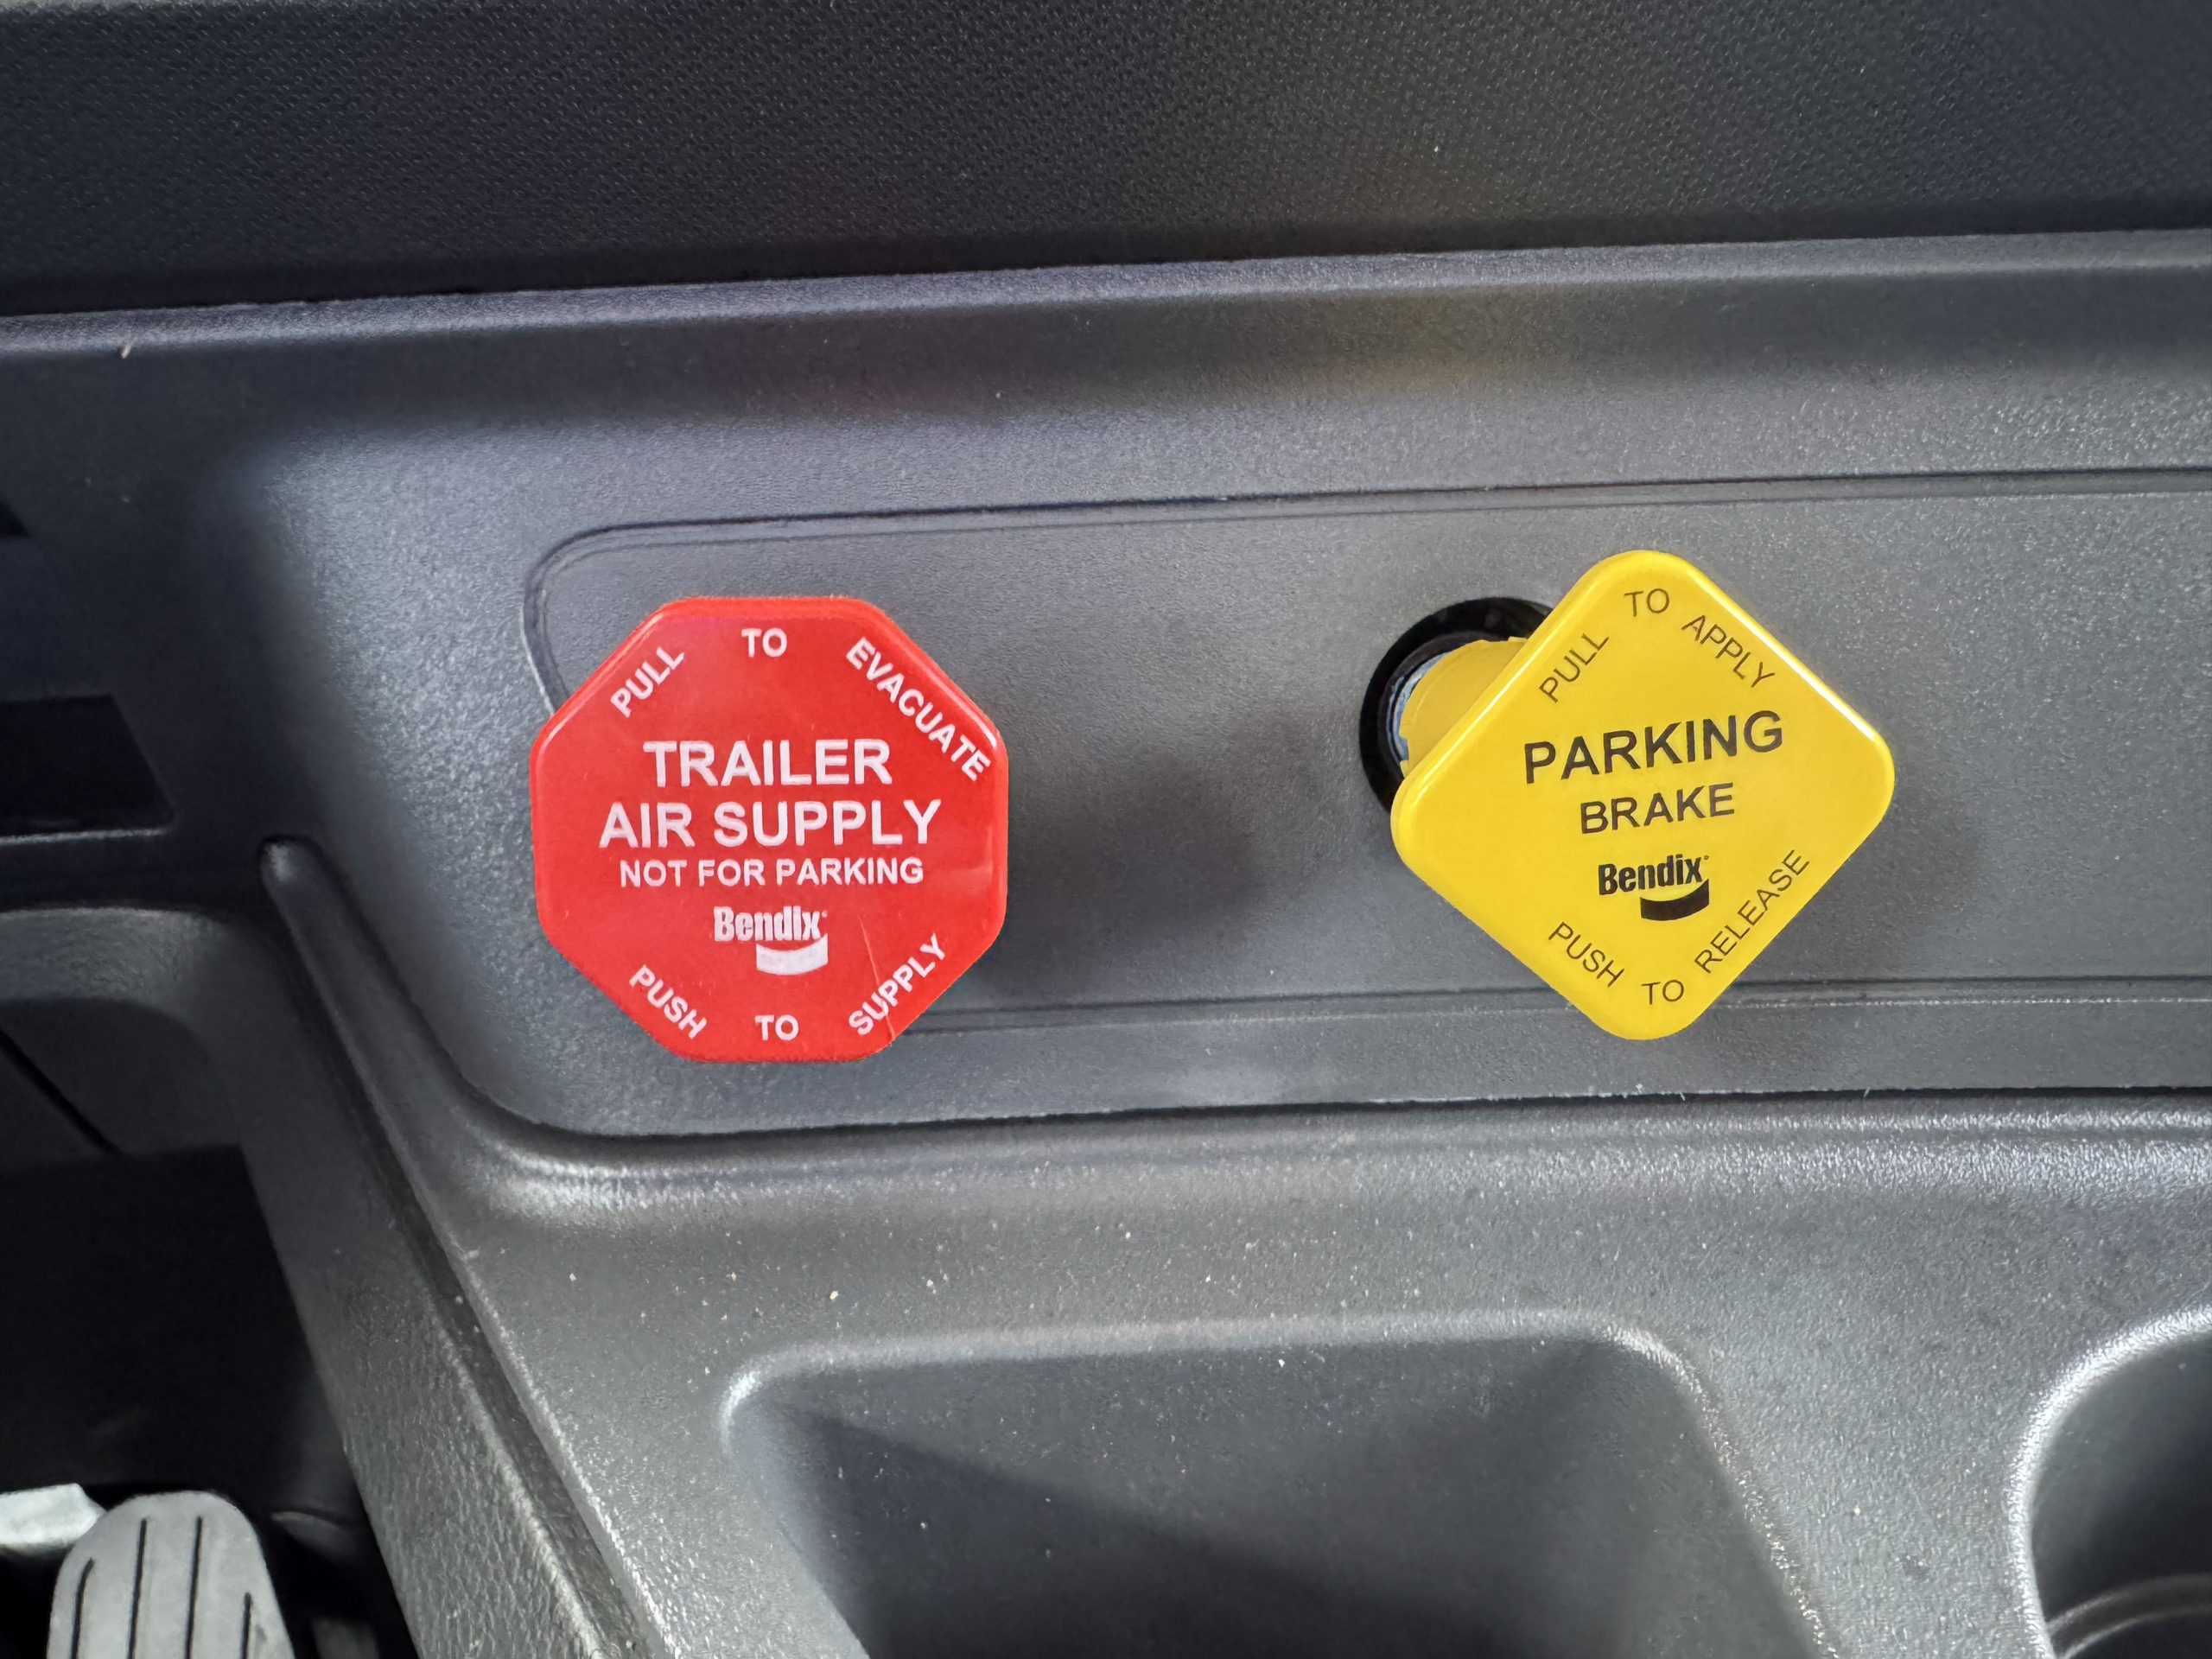 PULL TO EVACUATE
TRAILER
AIR SUPPLY
NOT FOR PARKING
Bendix
PUSH TO SUPPLY
PULL TO APPLY
PARKING
BRAKE
Bendix
PUSH TO RELEASE